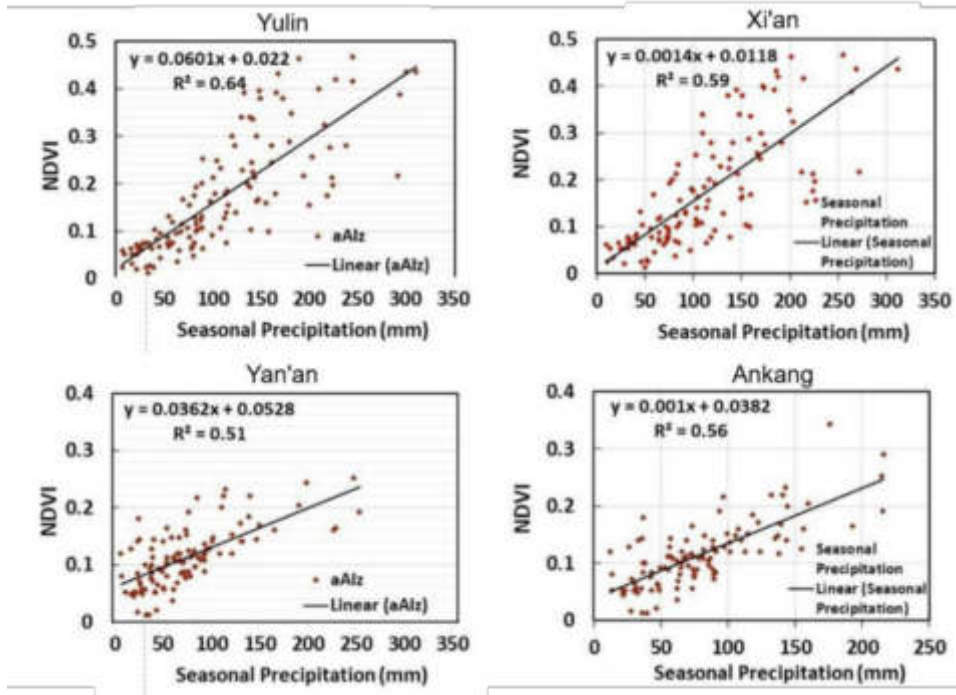 Yulin
y = 0.0601x + 0.022
R² = 0.64
NDVI
0.5
0.4
0.3
0.2
0.1
0
aAIz
Linear (aAIz)
0 50 100 150 200 250 300 350
Seasonal Precipitation (mm)
Xi'an
y = 0.0014x + 0.0118
R² = 0.59
NDVI
0.5
0.4
0.3
0.2
0.1
0
Seasonal
Precipitation
Linear (Seasonal
Precipitation)
0 50 100 150 200 250 300 350
Seasonal Precipitation (mm)
Yan'an
y = 0.0362x + 0.0528
R² = 0.51
NDVI
0.4
0.3
0.2
0.1
0
aAIz
Linear (aAIz)
0 50 100 150 200 250 300 350
Seasonal Precipitation (mm)
Ankang
y = 0.001x + 0.0382
R² = 0.56
NDVI
0.4
0.3
0.2
0.1
0
Seasonal
Precipitation
Linear (Seasonal
Precipitation)
0 50 100 150 200 250
Seasonal Precipitation (mm)